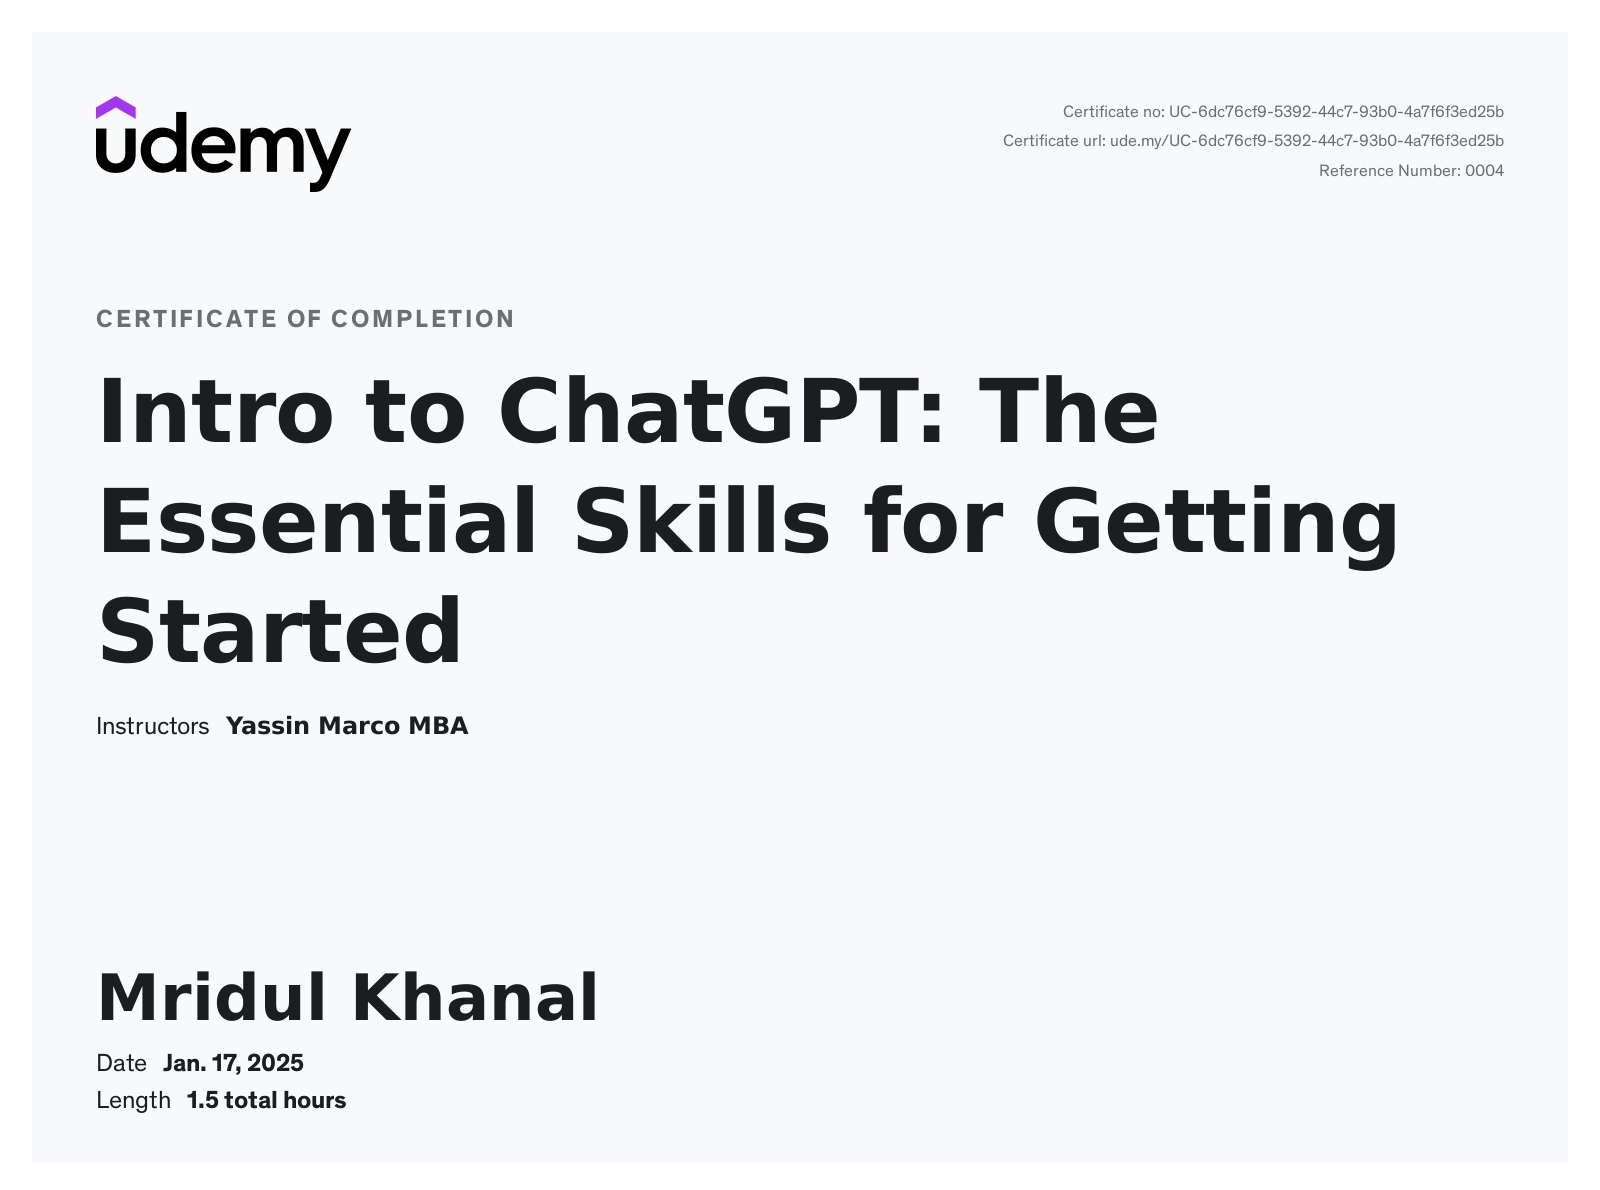 udemy
Certificate no: UC-6dc76cf9-5392-44c7-93b0-4a7f6f3ed25b
Certificate url: ude.my/UC-6dc76cf9-5392-44c7-93b0-4a7f6f3ed25b
Reference Number: 0004
CERTIFICATE OF COMPLETION
Intro to ChatGPT: The
Essential Skills for Getting
Started
Instructors Yassin Marco MBA
Mridul Khanal
Date Jan. 17, 2025
Length 1.5 total hours